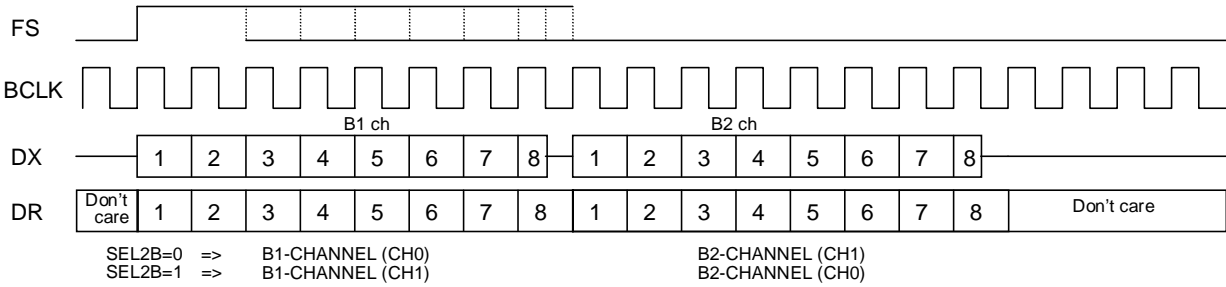 FS
BCLK
B1 ch B2 ch
DX 1 2 3 4 5 6 7 8 1 2 3 4 5 6 7 8
DR Don't care 1 2 3 4 5 6 7 8 1 2 3 4 5 6 7 8 Don't care
SEL2B=0 => B1-CHANNEL (CH0) B2-CHANNEL (CH1)
SEL2B=1 => B1-CHANNEL (CH1) B2-CHANNEL (CH0)